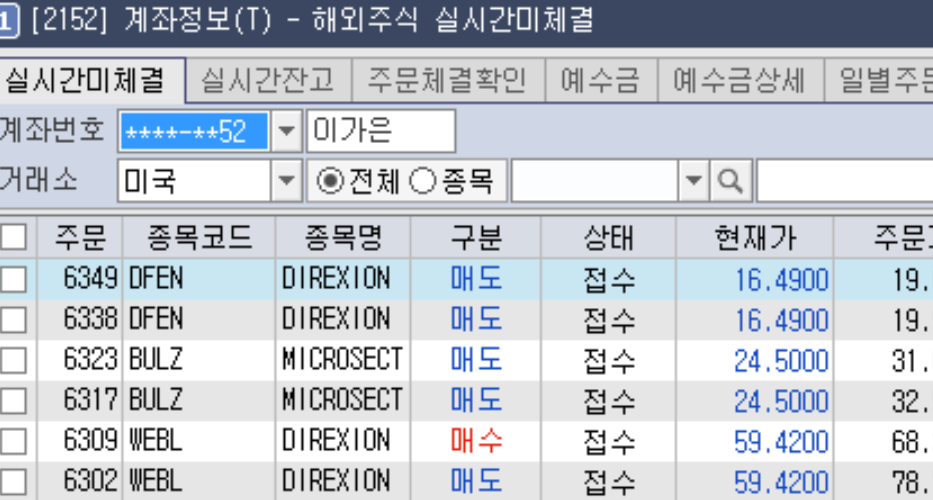 1 [2152] 계좌정보(T) - 해외주식 실시간미체결
실시간미체결 실시간잔고 주문체결확인 예수금 예수금상세 일별주문
계좌번호 ****-**52 이가은
거래소 미국 전체 종목
주문 종목코드 종목명 구분 상태 현재가 주문
6349 DFEN DIREXION 매도 접수 16.4900 19.
6338 DFEN DIREXION 매도 접수 16.4900 19.
6323 BULZ MICROSECT 매도 접수 24.5000 31.
6317 BULZ MICROSECT 매도 접수 24.5000 32.
6309 WEBL DIREXION 매수 접수 59.4200 68.
6302 WEBL DIREXION 매도 접수 59.4200 78.